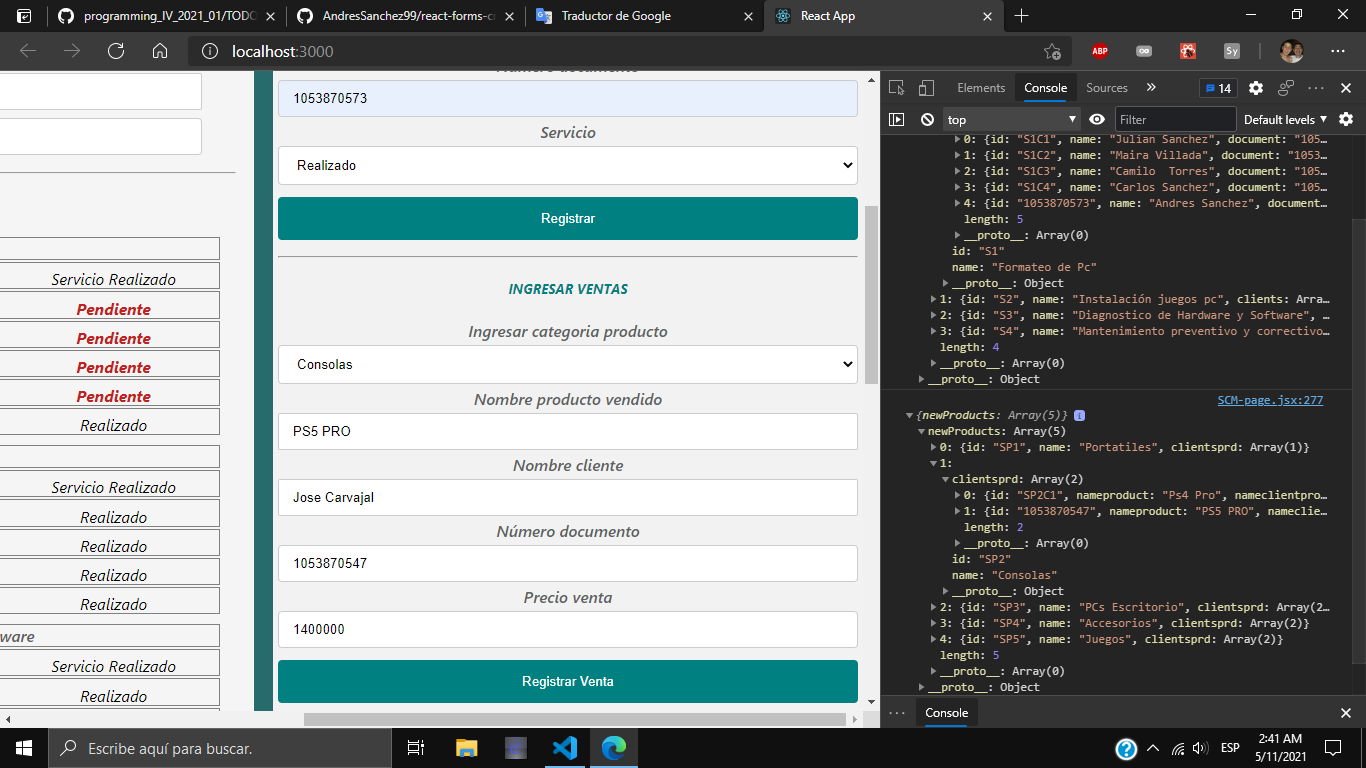 programming_IV_2021_01/TODO
AndresSanchez99/react-forms-c
Traductor de Google
React App
localhost:3000
ABP
Sy
1053870573
Servicio
Realizado
Registrar
INGRESAR VENTAS
Ingresar categoria producto
Consolas
Nombre producto vendido
PS5 PRO
Nombre cliente
Jose Carvajal
Número documento
1053870547
Precio venta
1400000
Registrar Venta
Servicio Realizado
Pendiente
Pendiente
Pendiente
Pendiente
Realizado
Servicio Realizado
Realizado
Realizado
Realizado
Realizado
ware
Servicio Realizado
Realizado
Elements
Console
Sources
14
top
Filter
Default levels
0: {id: "S1C1", name: "Julian Sanchez", document: "105…
1: {id: "S1C2", name: "Maira Villada", document: "1053…
2: {id: "S1C3", name: "Camilo  Torres", document: "105…
3: {id: "S1C4", name: "Carlos Sanchez", document: "105…
4: {id: "1053870573", name: "Andres Sanchez", document…
length: 5
__proto__: Array(0)
id: "S1"
name: "Formateo de Pc"
__proto__: Object
1: {id: "S2", name: "Instalación juegos pc", clients: Arra…
2: {id: "S3", name: "Diagnostico de Hardware y Software", …
3: {id: "S4", name: "Mantenimiento preventivo y correctivo…
length: 4
__proto__: Array(0)
__proto__: Object
SCM-page.jsx:277
{newProducts: Array(5)}
newProducts: Array(5)
0: {id: "SP1", name: "Portatiles", clientsprd: Array(1)}
1:
clientsprd: Array(2)
0: {id: "SP2C1", nameproduct: "Ps4 Pro", nameclientpro…
1: {id: "1053870547", nameproduct: "PS5 PRO", nameclie…
length: 2
__proto__: Array(0)
id: "SP2"
name: "Consolas"
__proto__: Object
2: {id: "SP3", name: "PCs Escritorio", clientsprd: Array(2…
3: {id: "SP4", name: "Accesorios", clientsprd: Array(2)}
4: {id: "SP5", name: "Juegos", clientsprd: Array(2)}
length: 5
__proto__: Array(0)
__proto__: Object
Console
Escribe aquí para buscar.
ESP
2:41 AM
5/11/2021